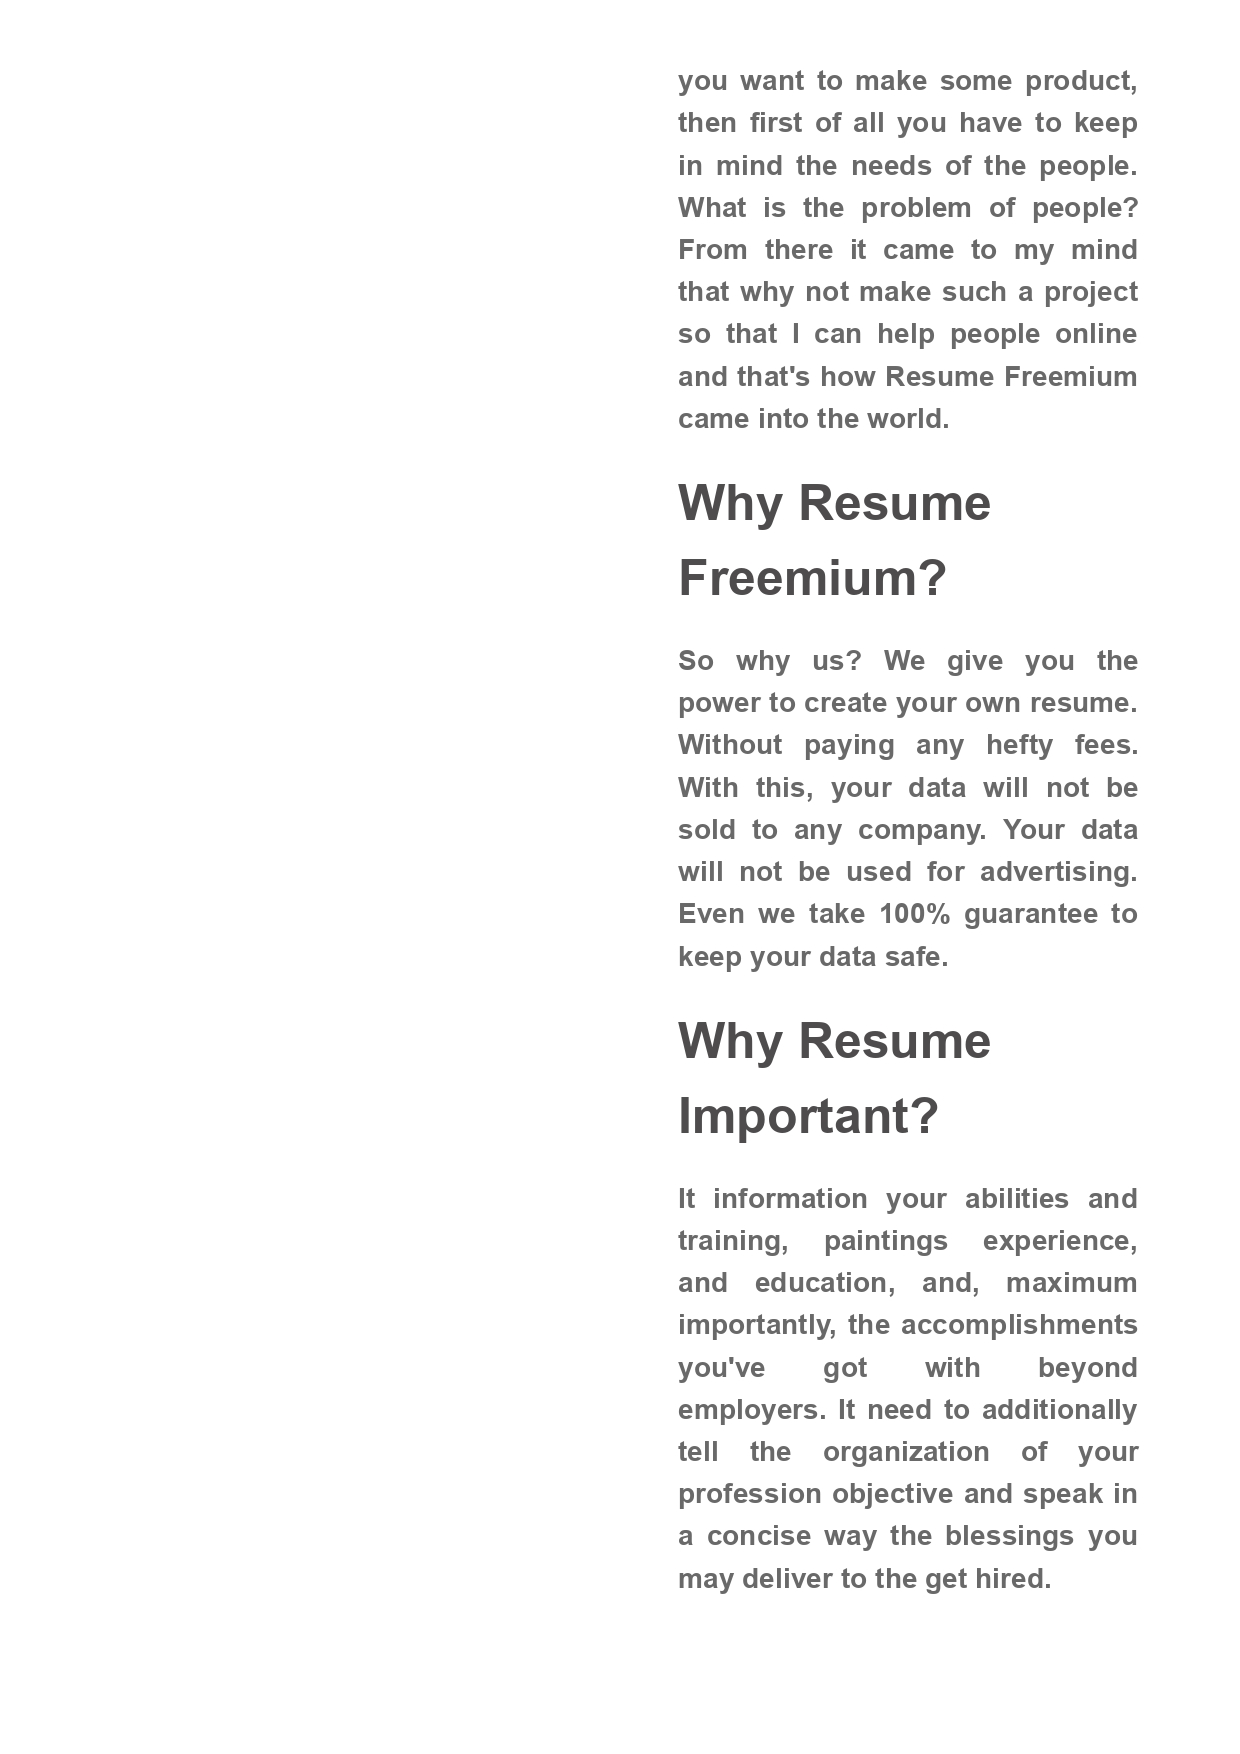 you want to make some product,
then first of all you have to keep
in mind the needs of the people.
What is the problem of people?
From there it came to my mind
that why not make such a project
so that I can help people online
and that's how Resume Freemium
came into the world.
Why Resume
Freemium?
So why us? We give you the
power to create your own resume.
Without paying any hefty fees.
With this, your data will not be
sold to any company. Your data
will not be used for advertising.
Even we take 100% guarantee to
keep your data safe.
Why Resume
Important?
It information your abilities and
training, paintings experience,
and education, and, maximum
importantly, the accomplishments
you've got with beyond
employers. It need to additionally
tell the organization of your
profession objective and speak in
a concise way the blessings you
may deliver to the get hired.